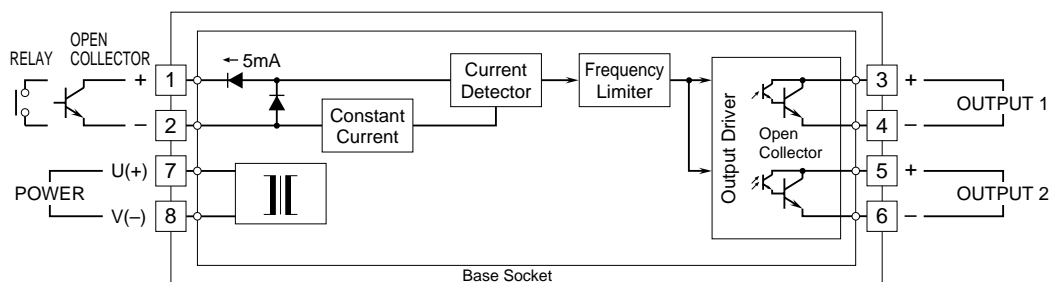 RELAY
OPEN
COLLECTOR
+
–
1
2
← 5mA
Constant
Current
Current
Detector
Frequency
Limiter
Output Driver
Open
Collector
3
4
+
–
OUTPUT 1
5
6
+
–
OUTPUT 2
POWER
U(+)
V(–)
7
8
Base Socket